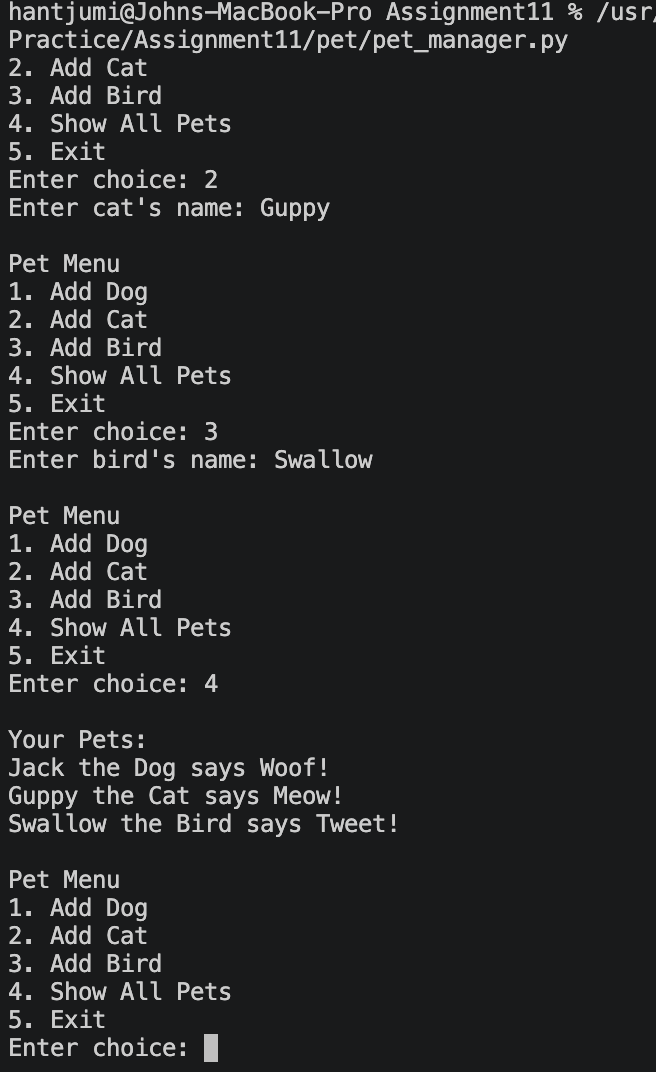 hantjumi@Johns-MacBook-Pro Assignment11 % /usr/
Practice/Assignment11/pet/pet_manager.py
2. Add Cat
3. Add Bird
4. Show All Pets
5. Exit
Enter choice: 2
Enter cat's name: Guppy

Pet Menu
1. Add Dog
2. Add Cat
3. Add Bird
4. Show All Pets
5. Exit
Enter choice: 3
Enter bird's name: Swallow

Pet Menu
1. Add Dog
2. Add Cat
3. Add Bird
4. Show All Pets
5. Exit
Enter choice: 4

Your Pets:
Jack the Dog says Woof!
Guppy the Cat says Meow!
Swallow the Bird says Tweet!

Pet Menu
1. Add Dog
2. Add Cat
3. Add Bird
4. Show All Pets
5. Exit
Enter choice: